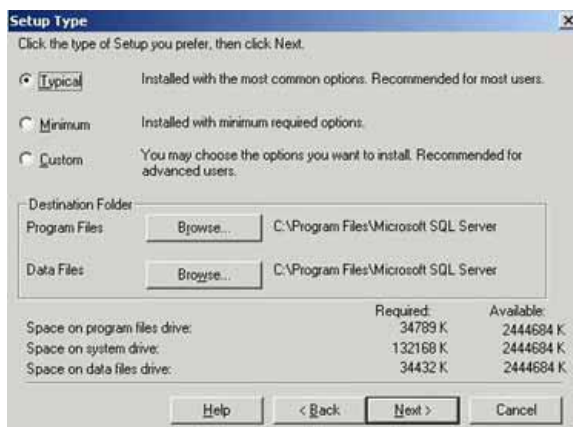 Setup Type
Click the type of Setup you prefer, then click Next.
Typical Installed with the most common options. Recommended for most users.
Minimum Installed with minimum required options.
Custom You may choose the options you want to install. Recommended for
advanced users.
Destination Folder
Program Files Browse... C:\Program Files\Microsoft SQL Server
Data Files Browse... C:\Program Files\Microsoft SQL Server
Required: Available:
Space on program files drive: 34789 K 2444684 K
Space on system drive: 132168 K 2444684 K
Space on data files drive: 34432 K 2444684 K
Help < Back Next > Cancel